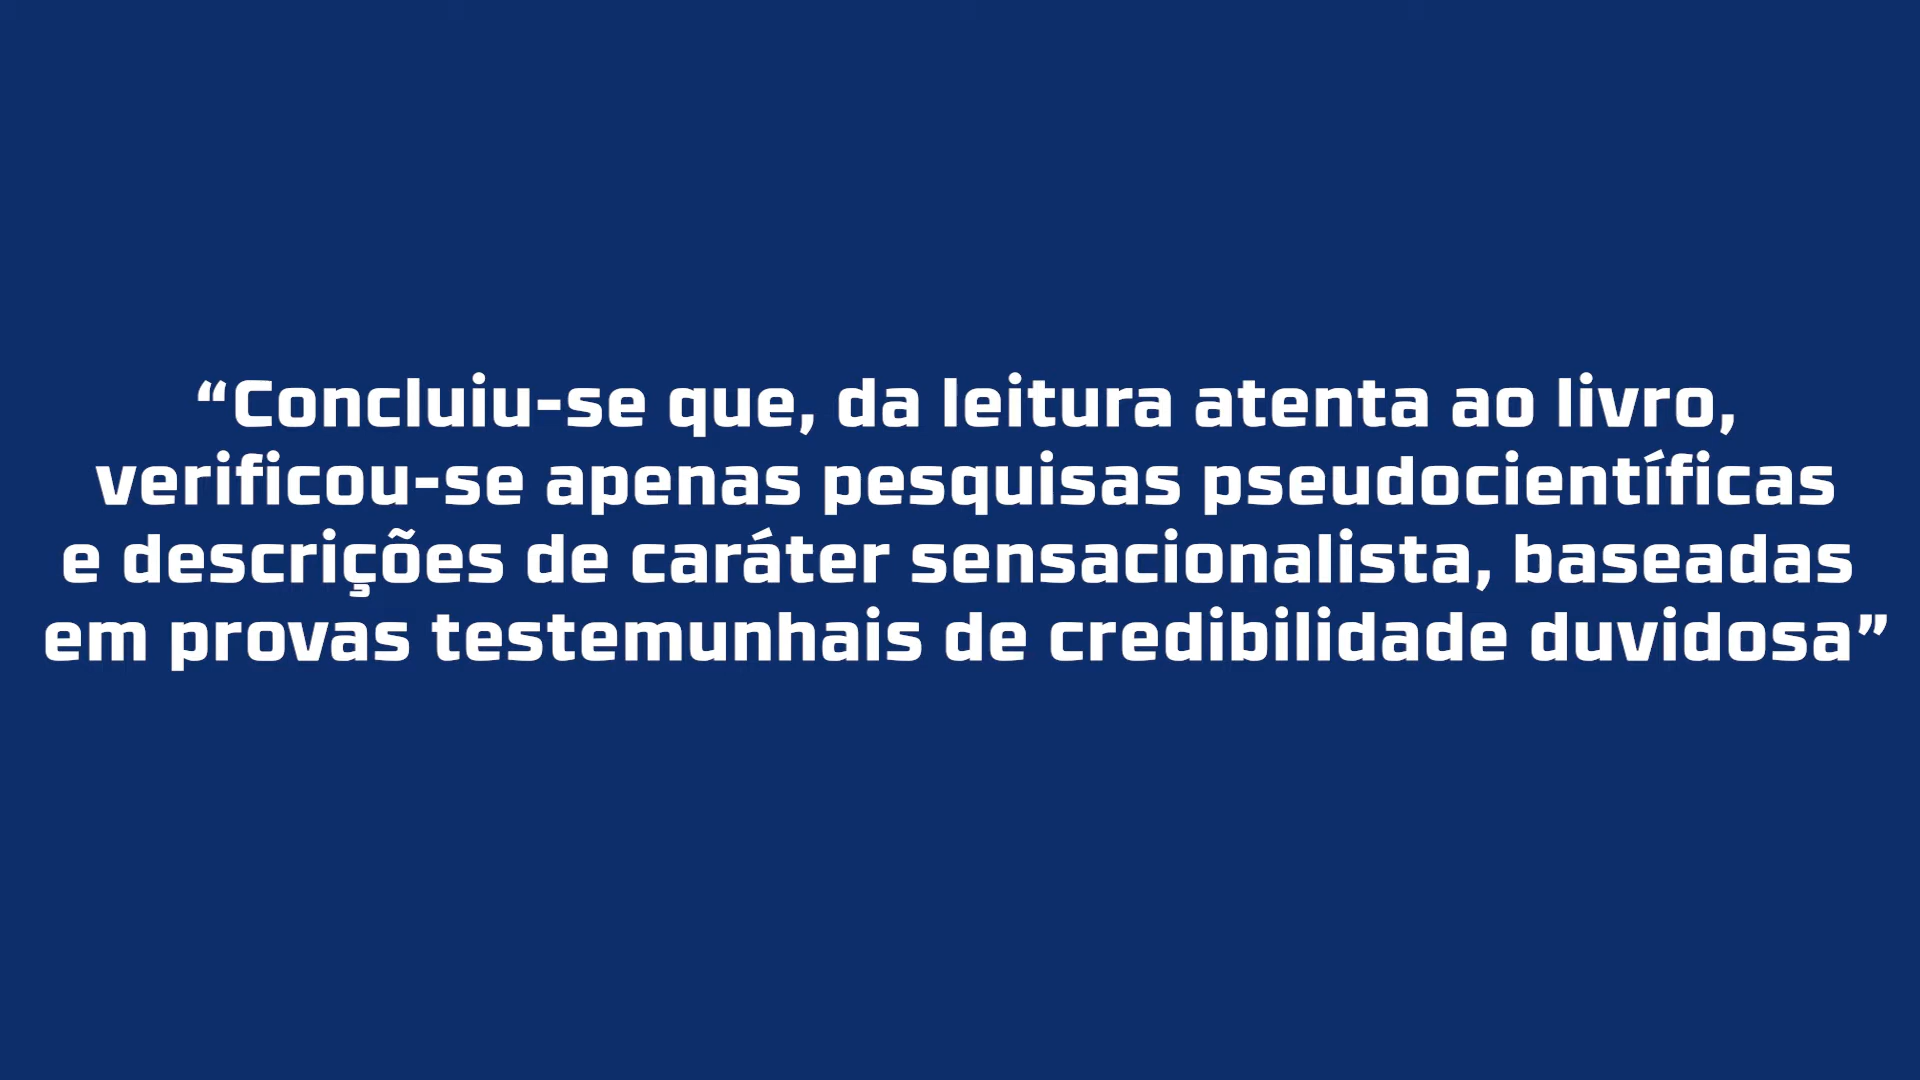 “Concluiu-se que, da leitura atenta ao livro,
verificou-se apenas pesquisas pseudocientíficas
e descrições de caráter sensacionalista, baseadas
em provas testemunhais de credibilidade duvidosa”